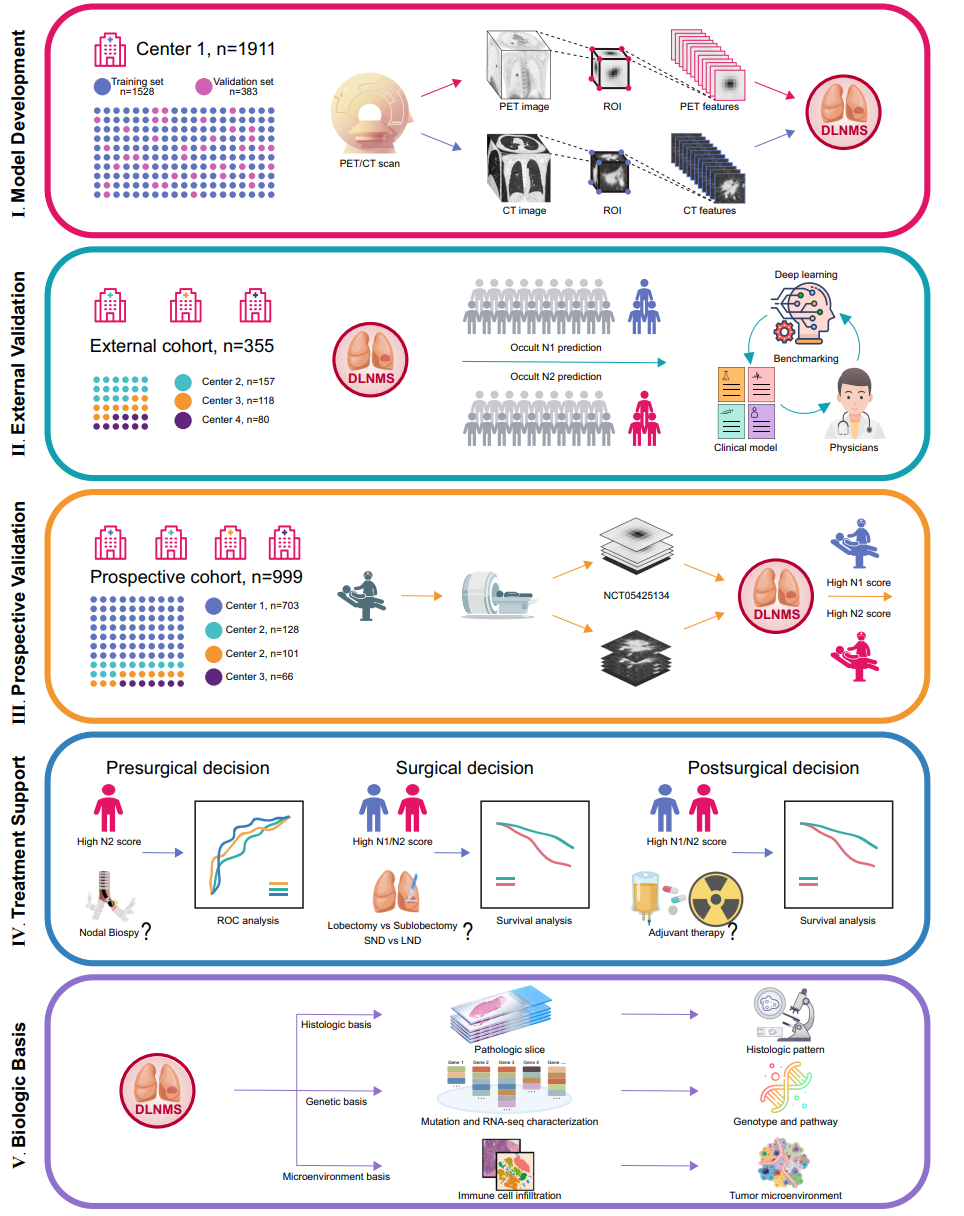 I. Model Development
Center 1, n=1911
Training set
n=1528
Validation set
n=383
PET/CT scan
PET image
ROI
PET features
CT image
ROI
CT features
DLNMS
II. External Validation
External cohort, n=355
Center 2, n=157
Center 3, n=118
Center 4, n=80
DLNMS
Occult N1 prediction
Occult N2 prediction
Deep learning
Benchmarking
Clinical model
Physicians
III. Prospective Validation
Prospective cohort, n=999
Center 1, n=703
Center 2, n=128
Center 2, n=101
Center 3, n=66
NCT05425134
DLNMS
High N1 score
High N2 score
IV. Treatment Support
Presurgical decision
High N2 score
Nodal Biospy ?
ROC analysis
Surgical decision
High N1/N2 score
Lobectomy vs Sublobectomy
SND vs LND ?
Survival analysis
Postsurgical decision
High N1/N2 score
Adjuvant therapy ?
Survival analysis
V. Biologic Basis
DLNMS
Histologic basis
Pathologic slice
Histologic pattern
Genetic basis
Gene 1 Gene 2 Gene 3 Gene 4 Gene ...
... ... ... ...
Mutation and RNA-seq characterization
Genotype and pathway
Microenvironment basis
Immune cell infilltration
Tumor microenvironment